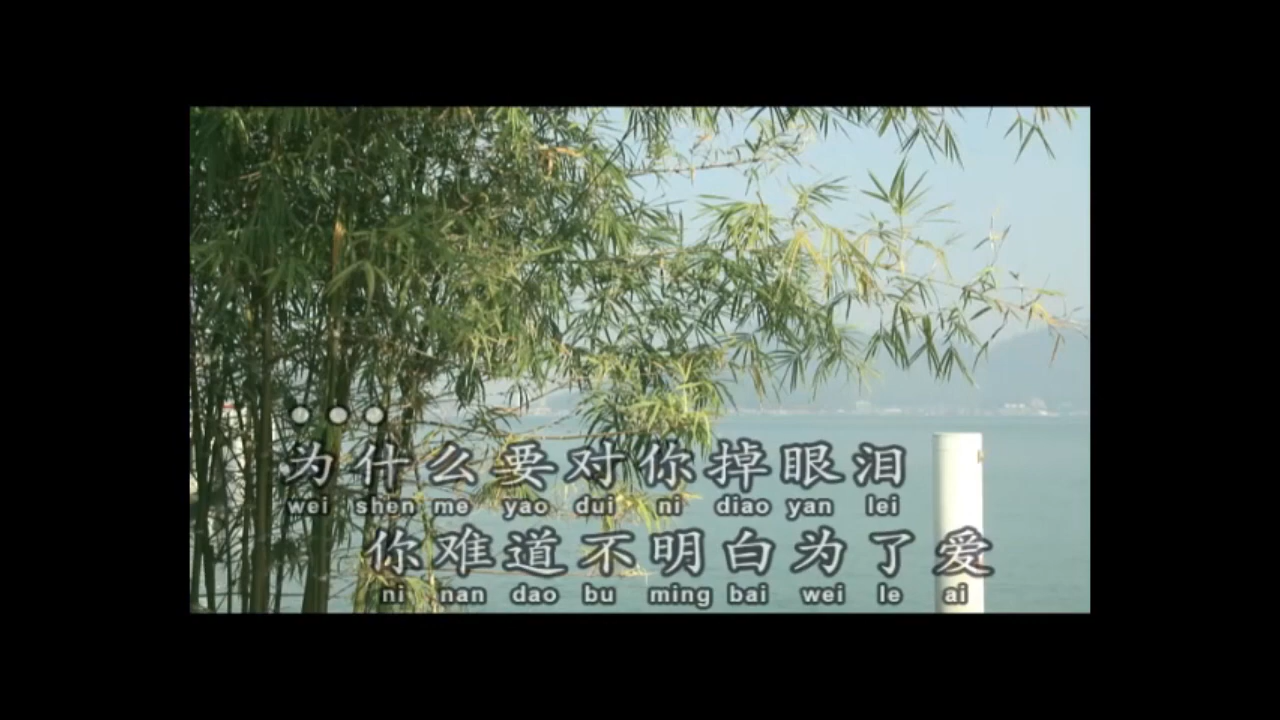 为什么要对你掉眼泪
wei shen me yao dui ni diao yan lei
你难道不明白为了爱
ni nan dao bu ming bai wei le ai